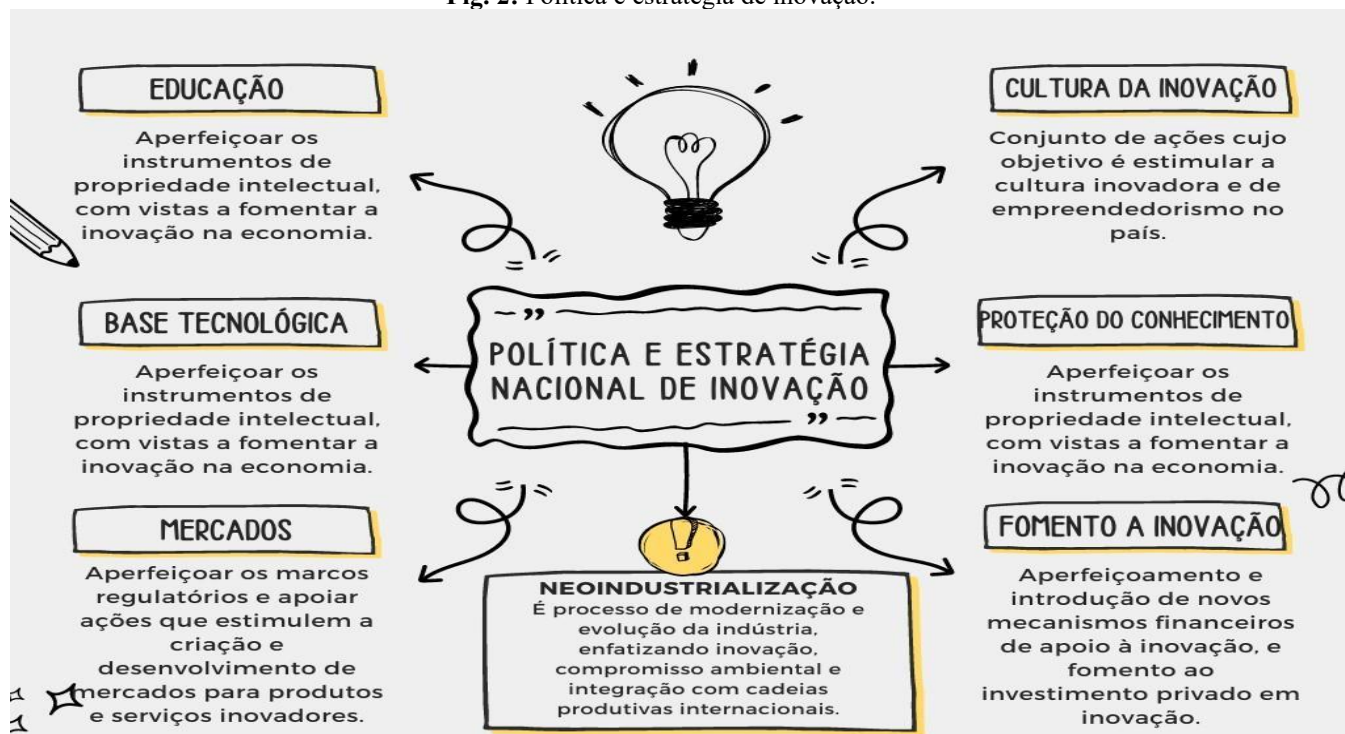 Fig. 2: Política e estratégia de inovação.
EDUCAÇÃO
Aperfeiçoar os
instrumentos de
propriedade intelectual,
com vistas a fomentar a
inovação na economia.
CULTURA DA INOVAÇÃO
Conjunto de ações cujo
objetivo é estimular a
cultura inovadora e de
empreendedorismo no
país.
BASE TECNOLÓGICA
Aperfeiçoar os
instrumentos de
propriedade intelectual,
com vistas a fomentar a
inovação na economia.
”
POLÍTICA E ESTRATÉGIA
NACIONAL DE INOVAÇÃO
”
PROTEÇÃO DO CONHECIMENTO
Aperfeiçoar os
instrumentos de
propriedade intelectual,
com vistas a fomentar a
inovação na economia.
MERCADOS
Aperfeiçoar os marcos
regulatórios e apoiar
ações que estimulem a
criação e
desenvolvimento de
mercados para produtos
e serviços inovadores.
!
NEOINDUSTRIALIZAÇÃO
É processo de modernização e
evolução da indústria,
enfatizando inovação,
compromisso ambiental e
integração com cadeias
produtivas internacionais.
FOMENTO A INOVAÇÃO
Aperfeiçoamento e
introdução de novos
mecanismos financeiros
de apoio à inovação, e
fomento ao
investimento privado em
inovação.